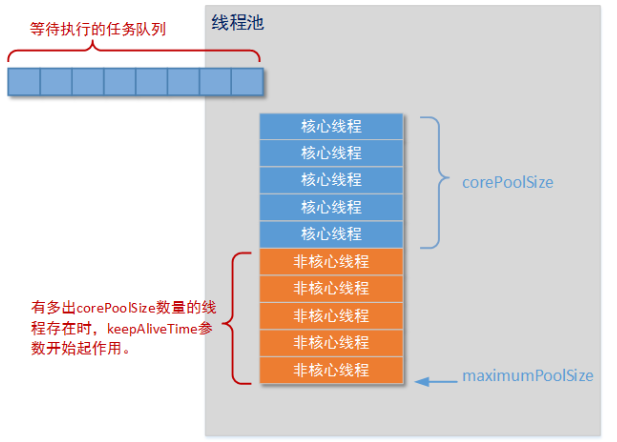 等待执行的任务队列
线程池
核心线程
核心线程
核心线程
核心线程
核心线程
corePoolSize
非核心线程
非核心线程
非核心线程
非核心线程
非核心线程
有多出corePoolSize数量的线
程存在时，keepAliveTime参
数开始起作用。
maximumPoolSize